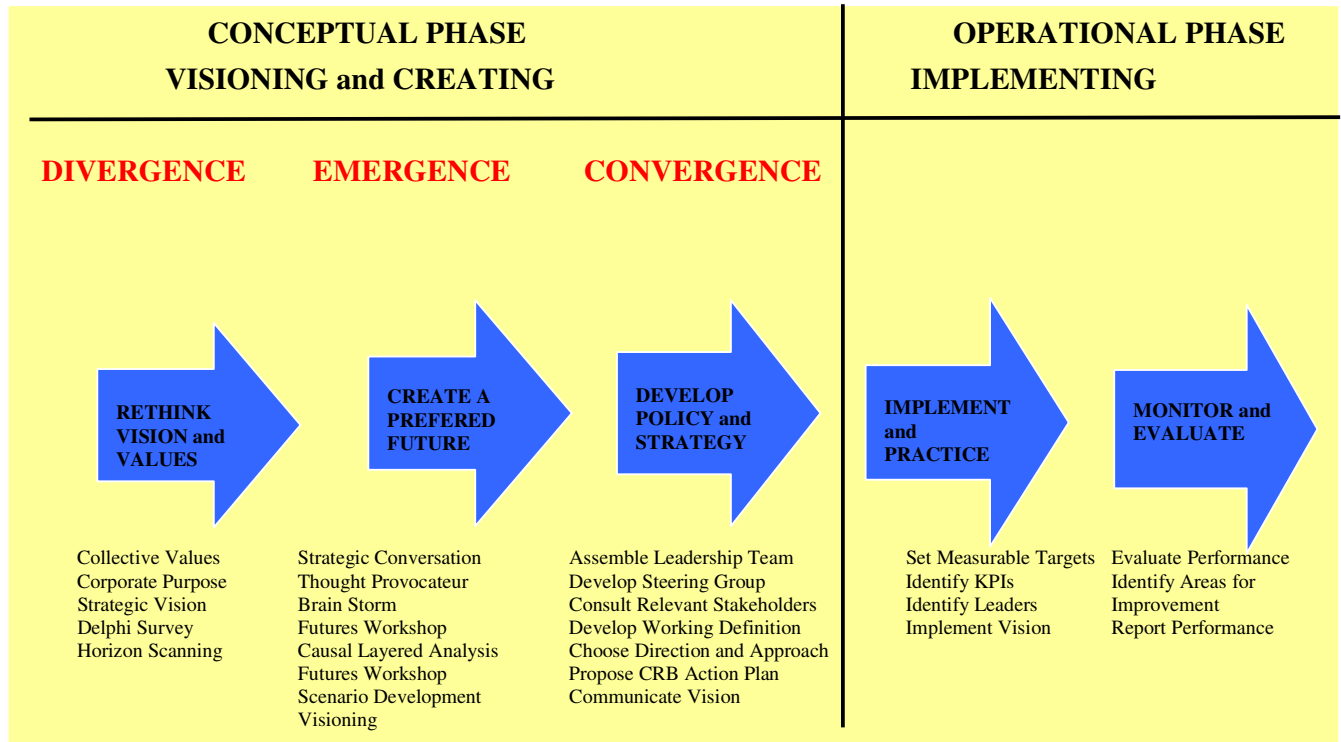 CONCEPTUAL PHASE
VISIONING and CREATING
OPERATIONAL PHASE
IMPLEMENTING
DIVERGENCE
EMERGENCE
CONVERGENCE
RETHINK
VISION and
VALUES
CREATE A
PREFERED
FUTURE
DEVELOP
POLICY and
STRATEGY
IMPLEMENT
and
PRACTICE
MONITOR and
EVALUATE
Collective Values
Corporate Purpose
Strategic Vision
Delphi Survey
Horizon Scanning
Strategic Conversation
Thought Provocateur
Brain Storm
Futures Workshop
Causal Layered Analysis
Futures Workshop
Scenario Development
Visioning
Assemble Leadership Team
Develop Steering Group
Consult Relevant Stakeholders
Develop Working Definition
Choose Direction and Approach
Propose CRB Action Plan
Communicate Vision
Set Measurable Targets
Identify KPIs
Identify Leaders
Implement Vision
Evaluate Performance
Identify Areas for
Improvement
Report Performance